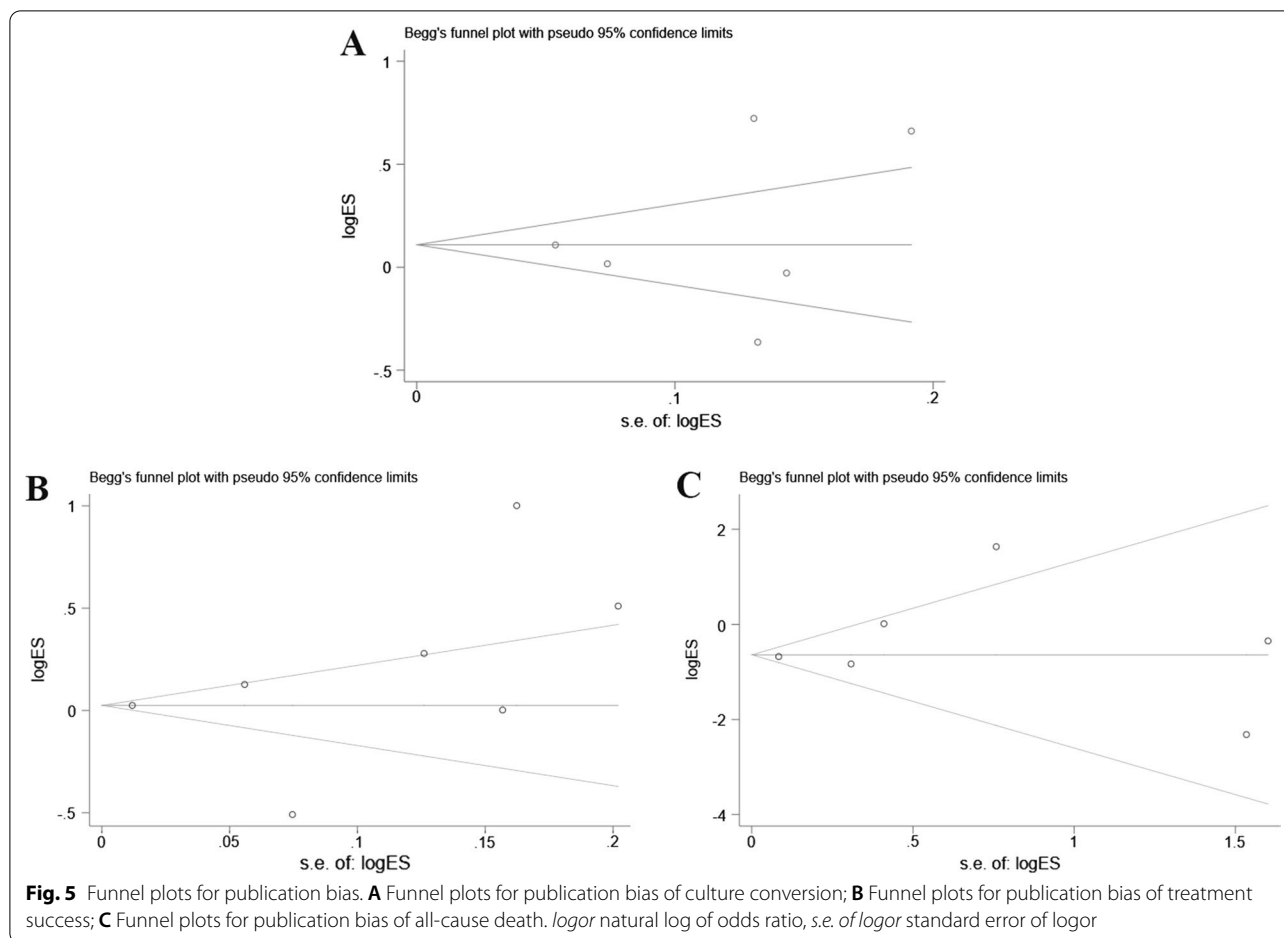 A
Begg's funnel plot with pseudo 95% confidence limits
1
.5
0
-.5
logES
0
.1
.2
s.e. of: logES
B
Begg's funnel plot with pseudo 95% confidence limits
1
.5
0
-.5
logES
0
.05
.1
.15
.2
s.e. of: logES
C
Begg's funnel plot with pseudo 95% confidence limits
2
0
-2
-4
logES
0
.5
1
1.5
s.e. of: logES
Fig. 5 Funnel plots for publication bias. A Funnel plots for publication bias of culture conversion; B Funnel plots for publication bias of treatment
success; C Funnel plots for publication bias of all-cause death. logor natural log of odds ratio, s.e. of logor standard error of logor